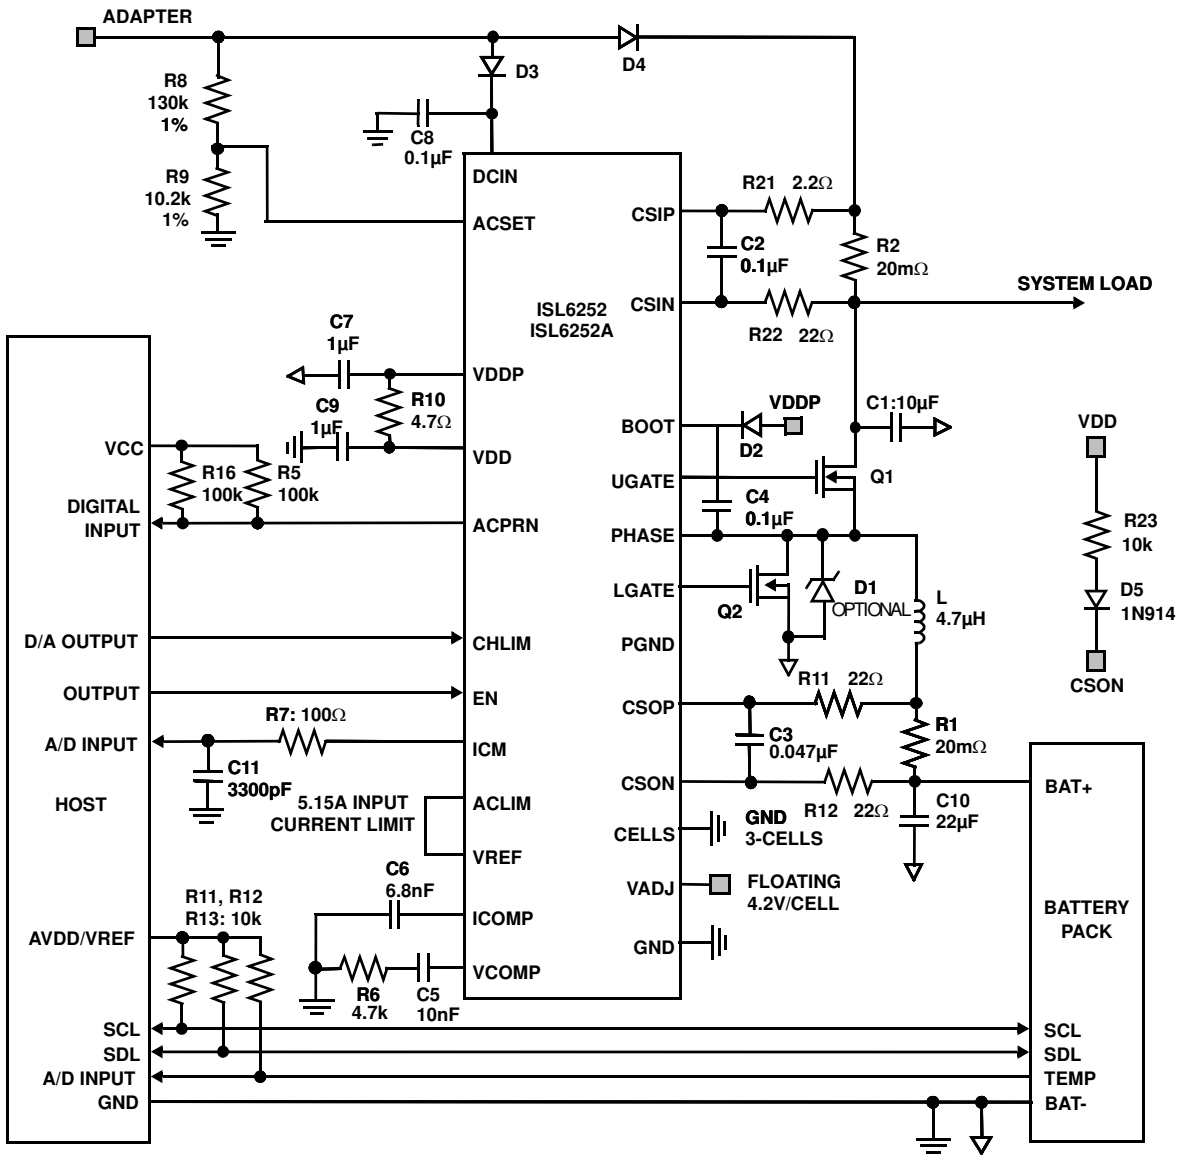 ADAPTER
D3
D4
R8
130k
1%
C8
0.1µF
R9
10.2k
1%
DCIN
ACSET
R21 2.2Ω
CSIP
C2
0.1µF
R2
20mΩ
CSIN
R22 22Ω
SYSTEM LOAD
ISL6252
ISL6252A
C7
1µF
VDDP
R10
4.7Ω
C9
1µF
VDD
VCC
R16
100k
R5
100k
DIGITAL
INPUT
ACPRN
BOOT
D2
VDDP
C1:10µF
UGATE
Q1
C4
0.1µF
PHASE
LGATE
Q2
D1
OPTIONAL
L
4.7µH
PGND
VDD
R23
10k
D5
1N914
CSON
D/A OUTPUT
CHLIM
OUTPUT
EN
R7: 100Ω
A/D INPUT
ICM
C11
3300pF
R11 22Ω
CSOP
C3
0.047µF
R1
20mΩ
CSON
R12 22Ω
C10
22µF
BAT+
HOST
5.15A INPUT
CURRENT LIMIT
ACLIM
VREF
CELLS
GND
3-CELLS
VADJ
FLOATING
4.2V/CELL
GND
C6
6.8nF
ICOMP
VCOMP
R6
4.7k
C5
10nF
R11, R12
R13: 10k
AVDD/VREF
BATTERY
PACK
SCL
SDL
A/D INPUT
GND
SCL
SDL
TEMP
BAT-